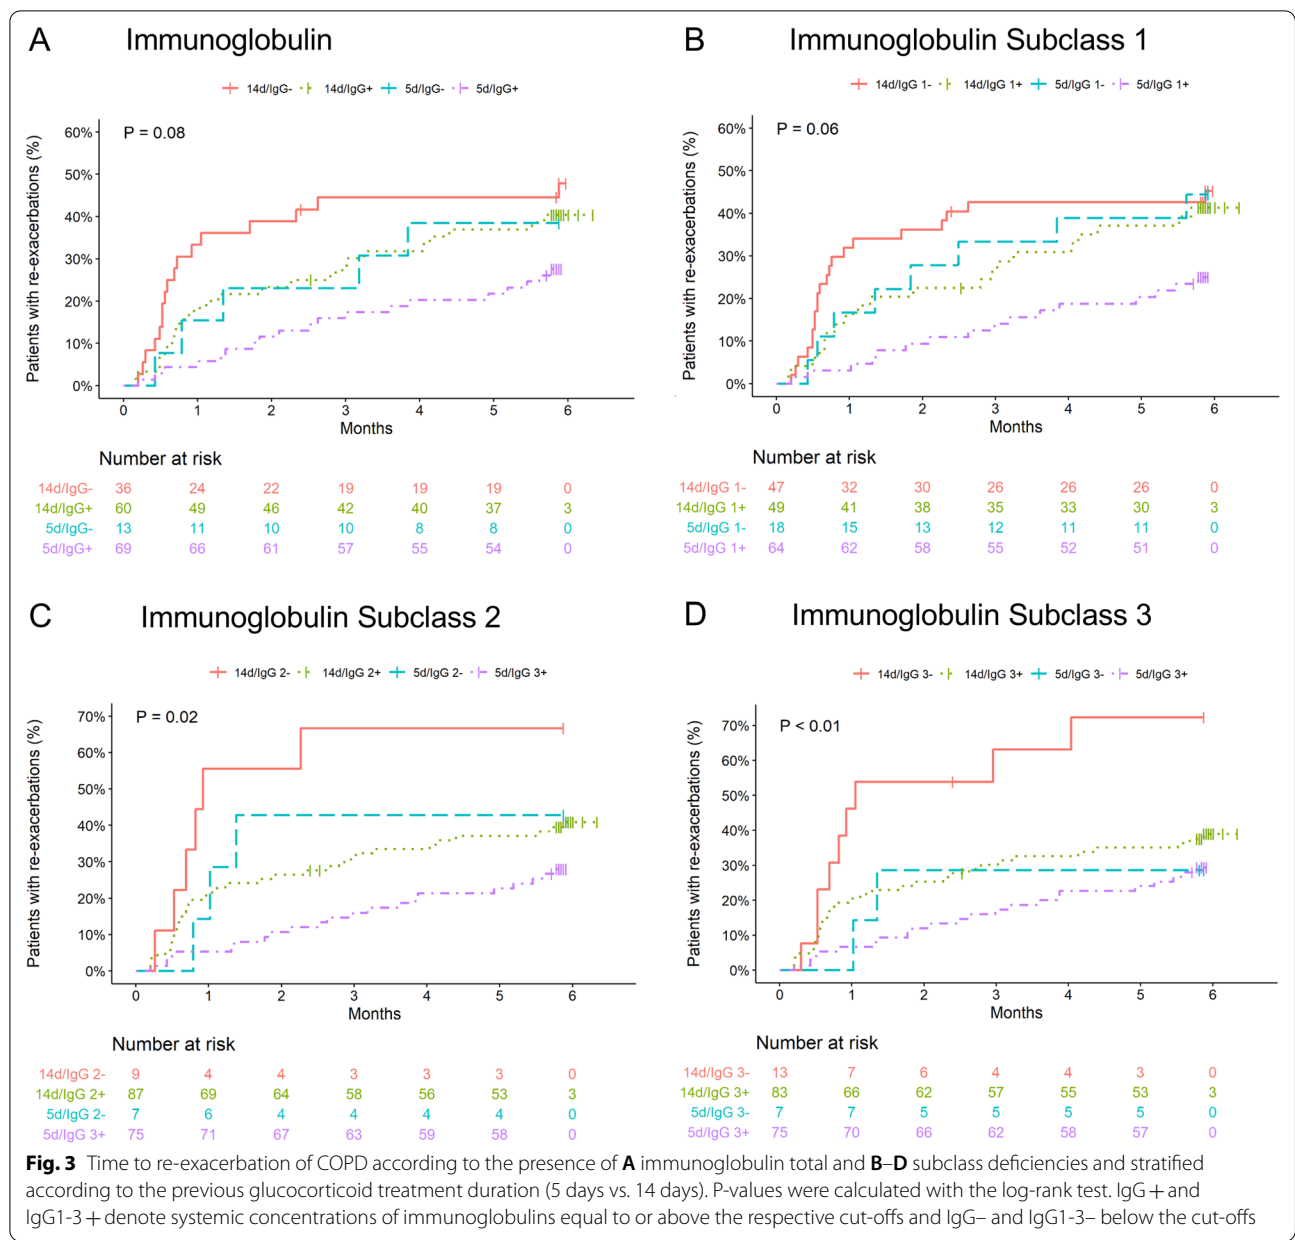 A Immunoglobulin
14d/IgG- 14d/IgG+ 5d/IgG- 5d/IgG+
P = 0.08
Patients with re-exacerbations (%)
60%
50%
40%
30%
20%
10%
0%
0 1 2 3 4 5 6
Months
Number at risk
14d/IgG- 36 24 22 19 19 19 0
14d/IgG+ 60 49 46 42 40 37 3
5d/IgG- 13 11 10 10 8 8 0
5d/IgG+ 69 66 61 57 55 54 0
B Immunoglobulin Subclass 1
14d/IgG 1- 14d/IgG 1+ 5d/IgG 1- 5d/IgG 1+
P = 0.06
Patients with re-exacerbations (%)
60%
50%
40%
30%
20%
10%
0%
0 1 2 3 4 5 6
Months
Number at risk
14d/IgG 1- 47 32 30 26 26 26 0
14d/IgG 1+ 49 41 38 35 33 30 3
5d/IgG 1- 18 15 13 12 11 11 0
5d/IgG 1+ 64 62 58 55 52 51 0
C Immunoglobulin Subclass 2
14d/IgG 2- 14d/IgG 2+ 5d/IgG 2- 5d/IgG 3+
P = 0.02
Patients with re-exacerbations (%)
70%
60%
50%
40%
30%
20%
10%
0%
0 1 2 3 4 5 6
Months
Number at risk
14d/IgG 2- 9 4 4 3 3 3 0
14d/IgG 2+ 87 69 64 58 56 53 3
5d/IgG 2- 7 6 4 4 4 4 0
5d/IgG 3+ 75 71 67 63 59 58 0
D Immunoglobulin Subclass 3
14d/IgG 3- 14d/IgG 3+ 5d/IgG 3- 5d/IgG 3+
P < 0.01
Patients with re-exacerbations (%)
70%
60%
50%
40%
30%
20%
10%
0%
0 1 2 3 4 5 6
Months
Number at risk
14d/IgG 3- 13 7 6 4 4 3 0
14d/IgG 3+ 83 66 62 57 55 53 3
5d/IgG 3- 7 7 5 5 5 5 0
5d/IgG 3+ 75 70 66 62 58 57 0
Fig. 3 Time to re-exacerbation of COPD according to the presence of A immunoglobulin total and B–D subclass deficiencies and stratified
according to the previous glucocorticoid treatment duration (5 days vs. 14 days). P-values were calculated with the log-rank test. IgG+ and
IgG1-3+ denote systemic concentrations of immunoglobulins equal to or above the respective cut-offs and IgG– and IgG1-3– below the cut-offs